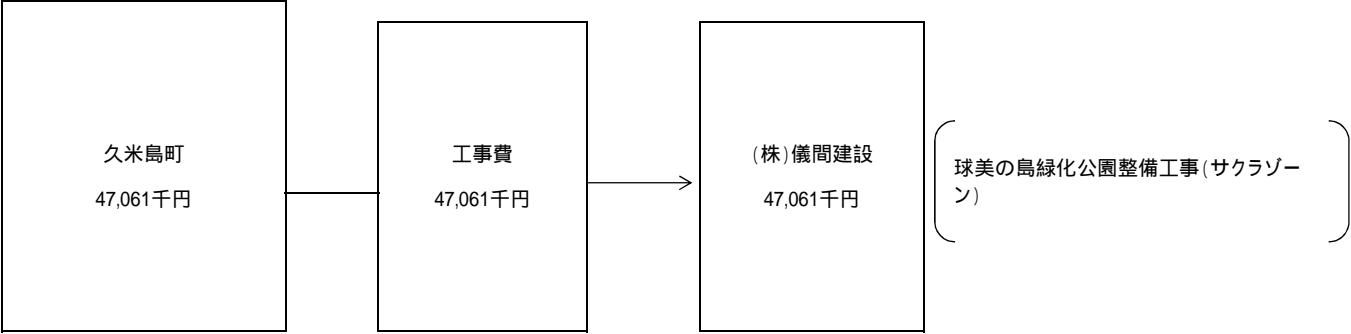 久米島町
47,061千円
工事費
47,061千円
(株)儀間建設
47,061千円
球美の島緑化公園整備工事(サクラゾー
ン)